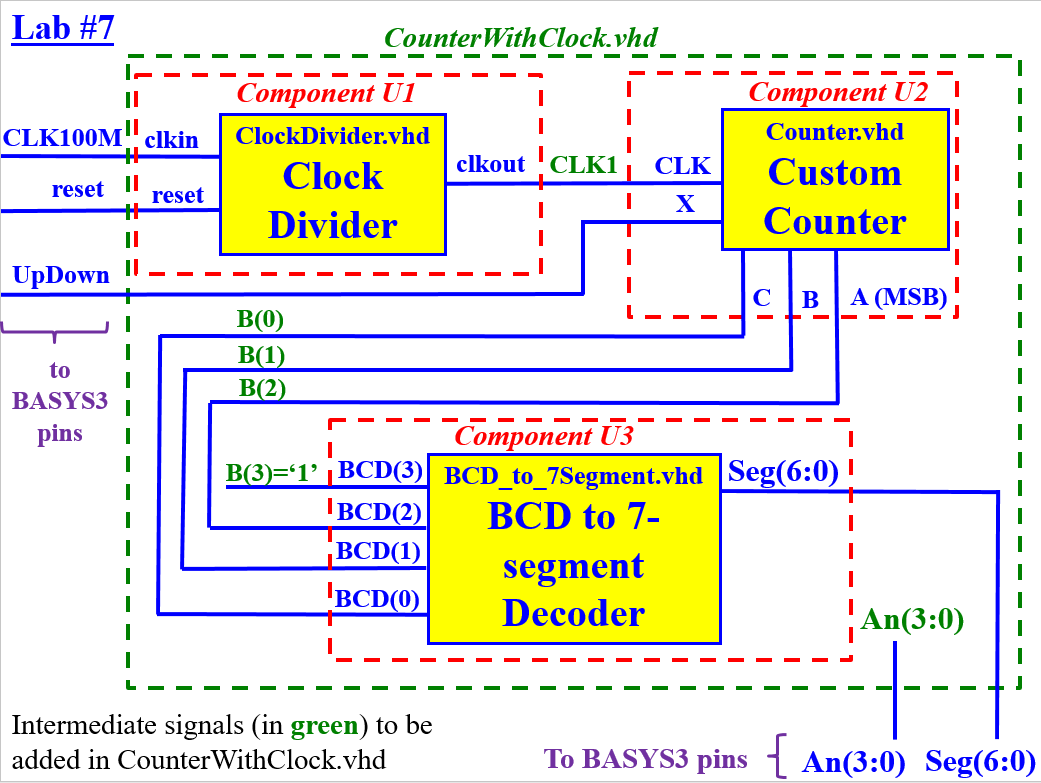 Lab #7
CounterWithClock.vhd
Component U1
Component U2
CLK100M
clkin
ClockDivider.vhd
Clock
Divider
clkout
CLK1
CLK
Counter.vhd
Custom
Counter
reset
reset
X
UpDown
C
B
A (MSB)
to
BASYS3
pins
B(0)
B(1)
B(2)
Component U3
B(3)=‘1’
BCD(3)
BCD(2)
BCD(1)
BCD(0)
BCD_to_7Segment.vhd
BCD to 7-
segment
Decoder
Seg(6:0)
An(3:0)
Intermediate signals (in green) to be
added in CounterWithClock.vhd
To BASYS3 pins
An(3:0)
Seg(6:0)